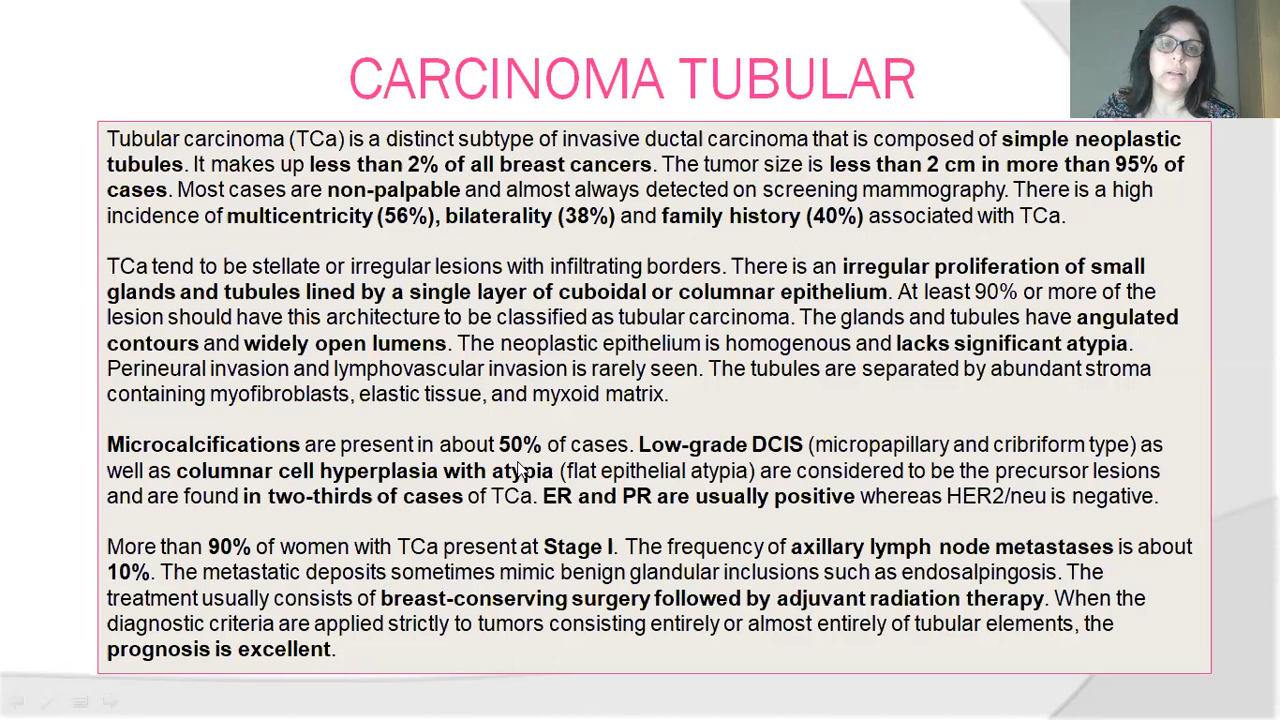 CARCINOMA TUBULAR
Tubular carcinoma (TCa) is a distinct subtype of invasive ductal carcinoma that is composed of simple neoplastic
tubules. It makes up less than 2% of all breast cancers. The tumor size is less than 2 cm in more than 95% of
cases. Most cases are non-palpable and almost always detected on screening mammography. There is a high
incidence of multicentricity (56%), bilaterality (38%) and family history (40%) associated with TCa.
TCa tend to be stellate or irregular lesions with infiltrating borders. There is an irregular proliferation of small
glands and tubules lined by a single layer of cuboidal or columnar epithelium. At least 90% or more of the
lesion should have this architecture to be classified as tubular carcinoma. The glands and tubules have angulated
contours and widely open lumens. The neoplastic epithelium is homogenous and lacks significant atypia.
Perineural invasion and lymphovascular invasion is rarely seen. The tubules are separated by abundant stroma
containing myofibroblasts, elastic tissue, and myxoid matrix.
Microcalcifications are present in about 50% of cases. Low-grade DCIS (micropapillary and cribriform type) as
well as columnar cell hyperplasia with atypia (flat epithelial atypia) are considered to be the precursor lesions
and are found in two-thirds of cases of TCa. ER and PR are usually positive whereas HER2/neu is negative.
More than 90% of women with TCa present at Stage I. The frequency of axillary lymph node metastases is about
10%. The metastatic deposits sometimes mimic benign glandular inclusions such as endosalpingosis. The
treatment usually consists of breast-conserving surgery followed by adjuvant radiation therapy. When the
diagnostic criteria are applied strictly to tumors consisting entirely or almost entirely of tubular elements, the
prognosis is excellent.